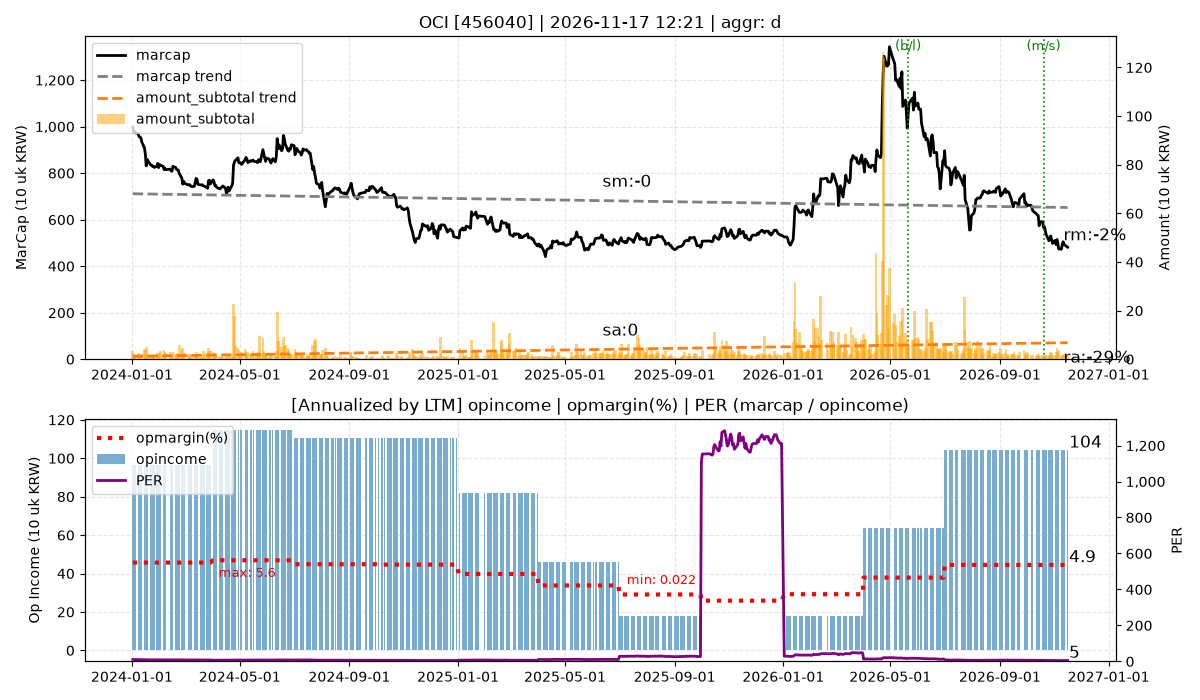 OCI [456040] | 2026-11-17 12:21 | aggr: d
(b/l)
(m/s)
marcap
marcap trend
amount_subtotal trend
amount_subtotal
MarCap (10 uk KRW)
1,200
1,000
800
600
400
200
0
Amount (10 uk KRW)
120
100
80
60
40
20
0
sm:-0
rm:-2%
sa:0
ra:-29%
2024-01-01
2024-05-01
2024-09-01
2025-01-01
2025-05-01
2025-09-01
2026-01-01
2026-05-01
2026-09-01
2027-01-01
[Annualized by LTM] opincome | opmargin(%) | PER (marcap / opincome)
opmargin(%)
opincome
PER
Op Income (10 uk KRW)
120
100
80
60
40
20
0
PER
1,200
1,000
800
600
400
200
0
104
4.9
5
max: 5.6
min: 0.022
2024-01-01
2024-05-01
2024-09-01
2025-01-01
2025-05-01
2025-09-01
2026-01-01
2026-05-01
2026-09-01
2027-01-01